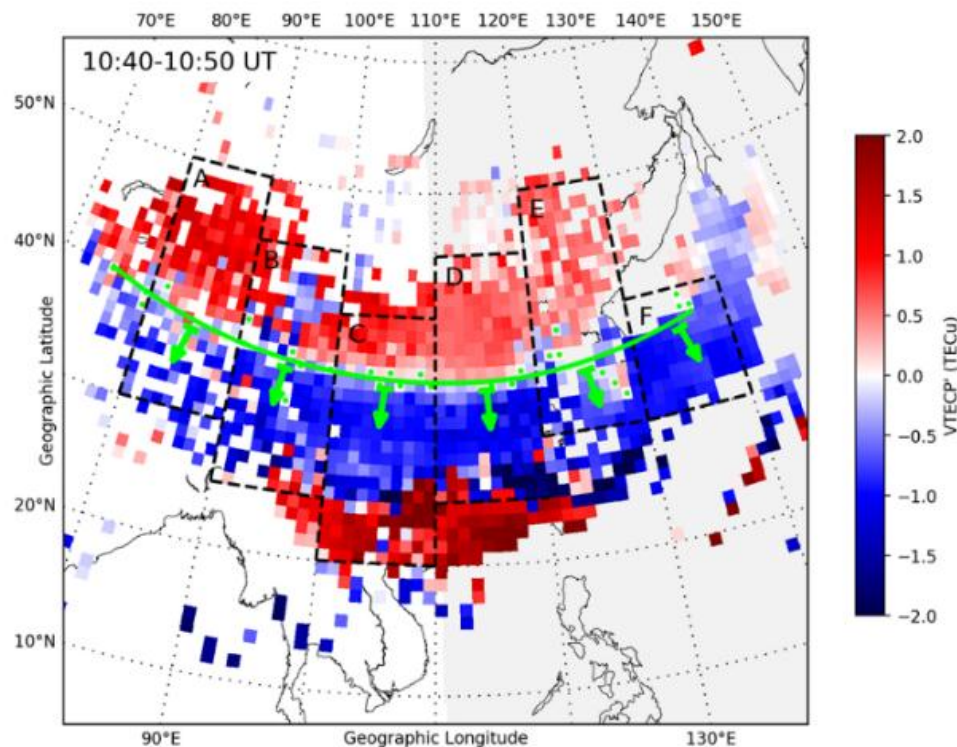 70°E 80°E 90°E 100°E 110°E 120°E 130°E 140°E 150°E
10:40-10:50 UT
50°N
40°N
20°N
10°N
Geographic Latitude
A
B
C
D
E
F
90°E
Geographic Longitude
130°E
2.0
1.5
1.0
0.5
0.0
−0.5
−1.0
−1.5
−2.0
VTECP' (TECu)